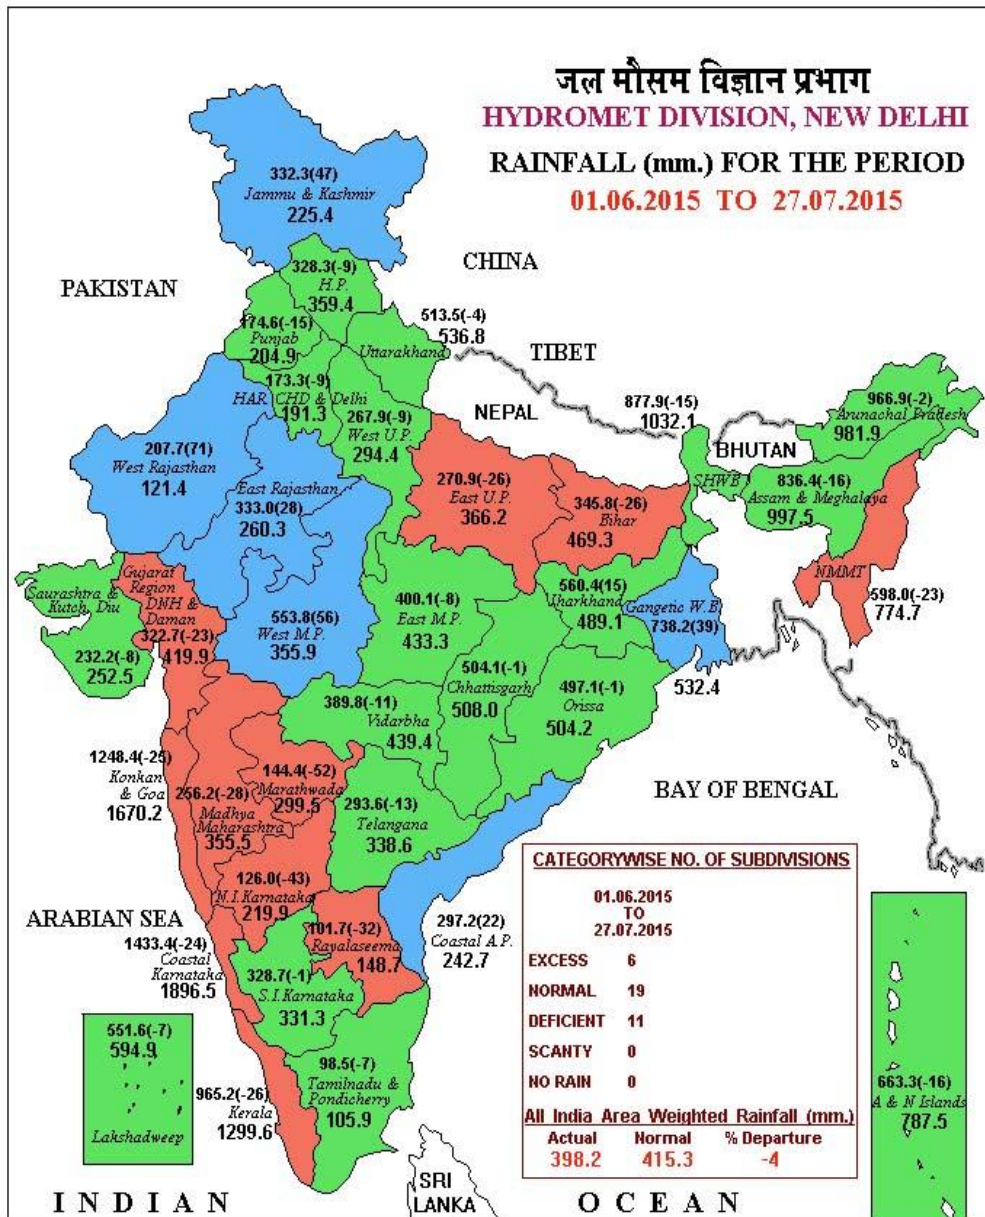 जल मौसम विज्ञान प्रभाग
HYDROMET DIVISION, NEW DELHI
RAINFALL (mm.) FOR THE PERIOD
01.06.2015 TO 27.07.2015
332.3(47)
Jammu & Kashmir
225.4
CHINA
PAKISTAN
328.3(-9)
H.P.
359.4
513.5(-4)
536.8
174.6(-15)
Punjab
204.9
Uttarakhand
TIBET
173.3(-9)
HAR. CHD & Delhi
191.3
267.9(-9)
West U.P.
294.4
NEPAL
877.9(-15)
1032.1
BHUTAN
966.9(-2)
Arunachal Pradesh
981.9
207.7(71)
West Rajasthan
121.4
East Rajasthan
333.0(28)
260.3
270.9(-26)
East U.P.
366.2
345.8(-26)
Bihar
469.3
SHWB
836.4(-16)
Assam & Meghalaya
997.5
NMMT
598.0(-23)
774.7
Saurashtra &
Kutch, Diu
232.2(-8)
252.5
Gujarat
Region
DNH &
Daman
322.7(-23)
419.9
553.8(56)
West M.P.
355.9
400.1(-8)
East M.P.
433.3
560.4(15)
Jharkhand
489.1
Gangetic W.B
738.2(39)
532.4
504.1(-1)
Chhattisgarh
508.0
497.1(-1)
Orissa
504.2
389.8(-11)
Vidarbha
439.4
1248.4(-25)
Konkan
& Goa
1670.2
256.2(-28)
Madhya
Maharashtra
355.5
144.4(-52)
Marathwada
299.5
293.6(-13)
Telangana
338.6
BAY OF BENGAL
126.0(-43)
N.I.Karnataka
219.9
ARABIAN SEA
1433.4(-24)
Coastal
Karnataka
1896.5
101.7(-32)
Rayalaseema
148.7
297.2(22)
Coastal A.P.
242.7
328.7(-1)
S.I.Karnataka
331.3
551.6(-7)
594.9
Lakshadweep
965.2(-26)
Kerala
1299.6
98.5(-7)
Tamilnadu &
Pondicherry
105.9
CATEGORYWISE NO. OF SUBDIVISIONS
01.06.2015
TO
27.07.2015
EXCESS 6
NORMAL 19
DEFICIENT 11
SCANTY 0
NO RAIN 0
All India Area Weighted Rainfall (mm.)
Actual Normal % Departure
398.2 415.3 -4
663.3(-16)
A & N Islands
787.5
SRI
LANKA
INDIAN OCEAN